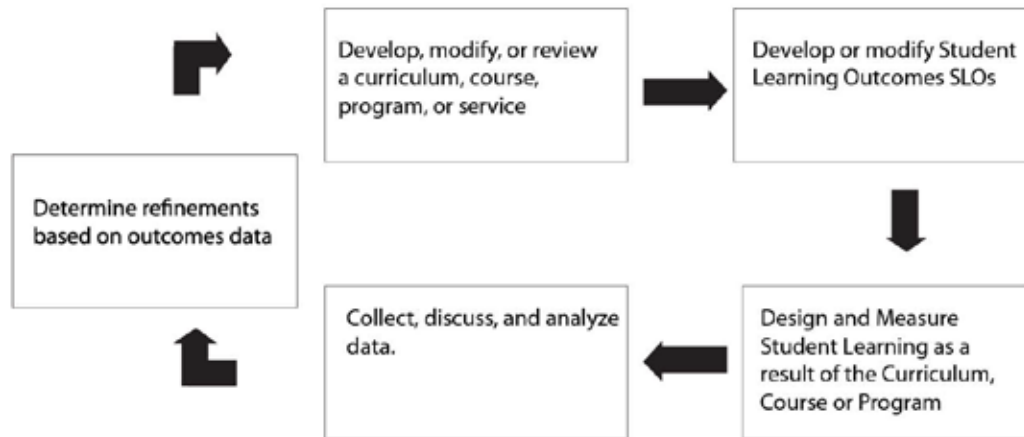 Develop, modify, or review
a curriculum, course,
program, or service
Develop or modify Student
Learning Outcomes SLOs
Determine refinements
based on outcomes data
Collect, discuss, and analyze
data.
Design and Measure
Student Learning as a
result of the Curriculum,
Course or Program